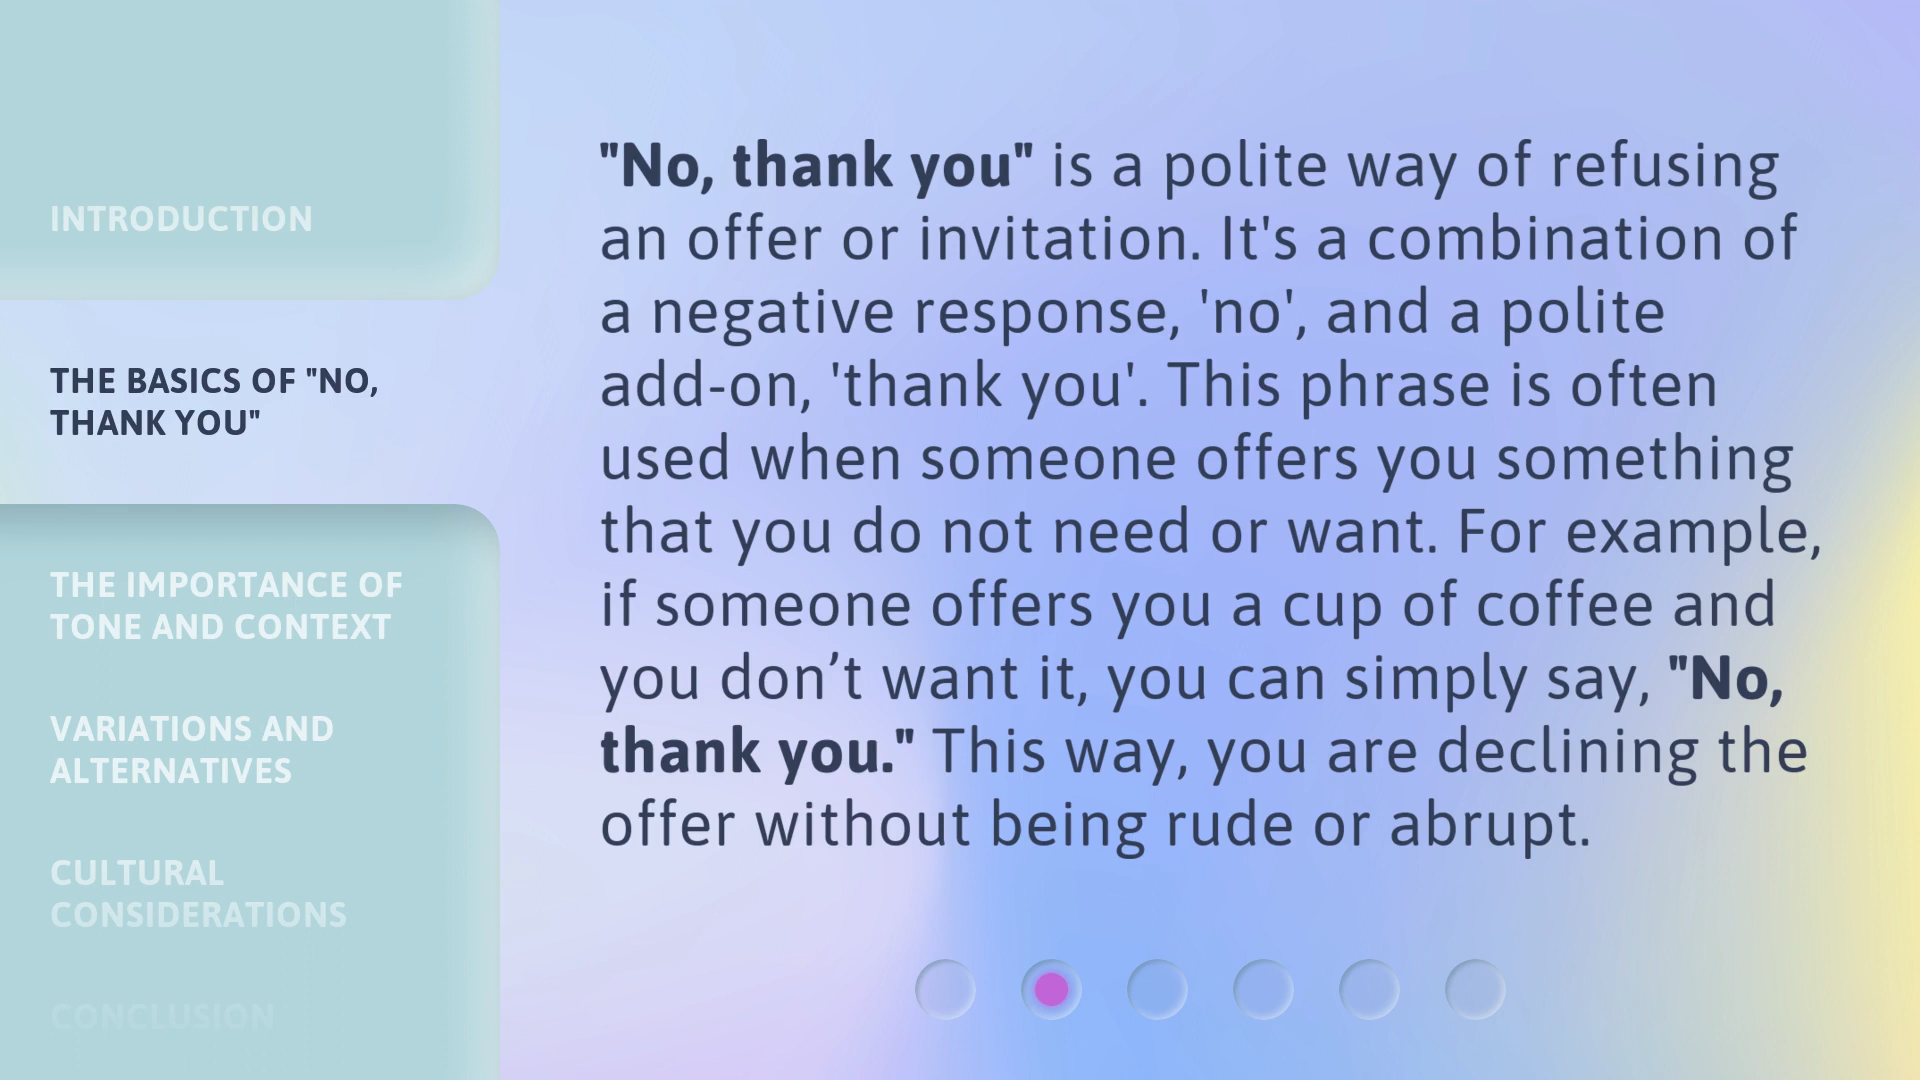 INTRODUCTION
THE BASICS OF "NO,
THANK YOU"
THE IMPORTANCE OF
TONE AND CONTEXT
VARIATIONS AND
ALTERNATIVES
CULTURAL
CONSIDERATIONS
CONCLUSION
"No, thank you" is a polite way of refusing
an offer or invitation. It's a combination of
a negative response, 'no', and a polite
add-on, 'thank you'. This phrase is often
used when someone offers you something
that you do not need or want. For example,
if someone offers you a cup of coffee and
you don’t want it, you can simply say, "No,
thank you." This way, you are declining the
offer without being rude or abrupt.